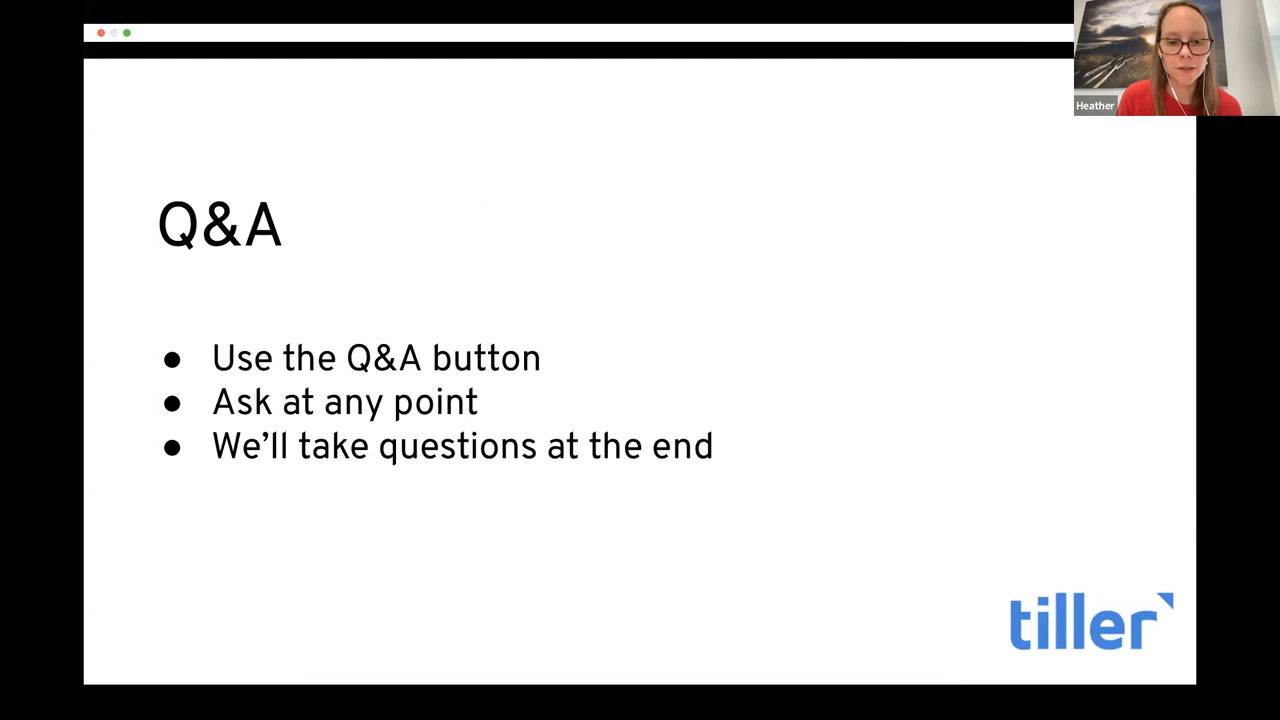 Heather
Q&A
● Use the Q&A button
● Ask at any point
● We'll take questions at the end
tiller